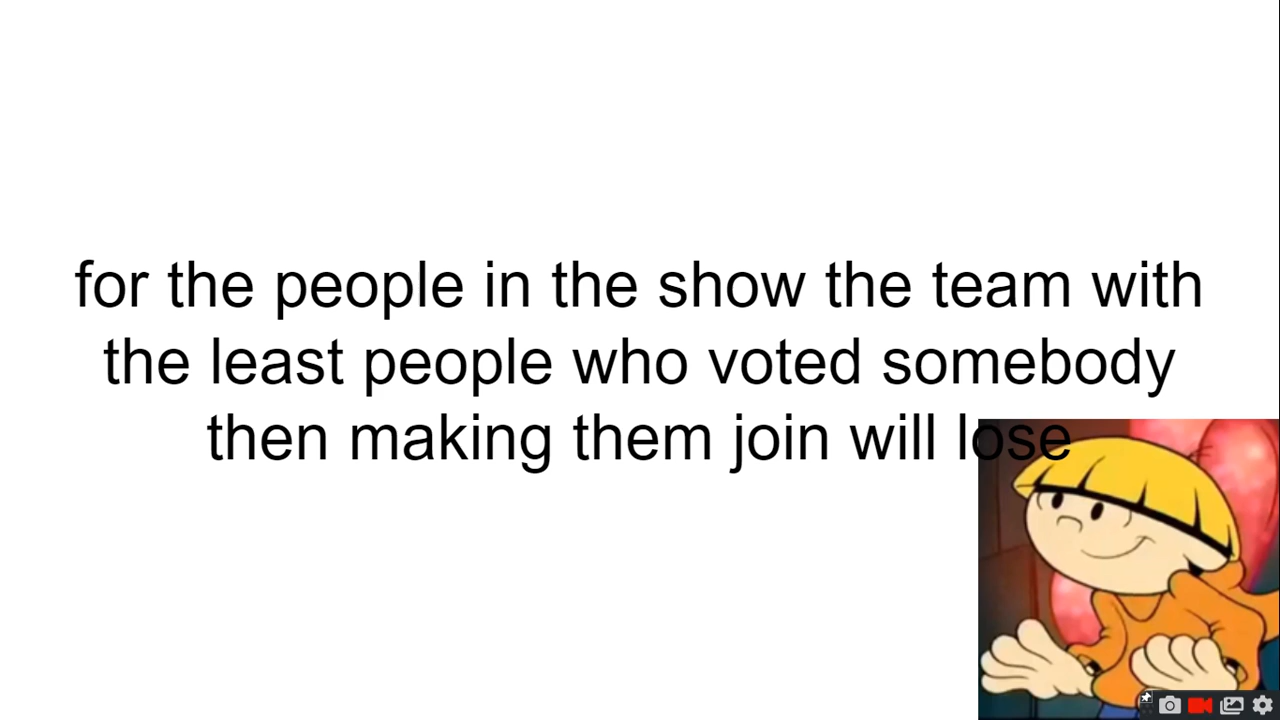 for the people in the show the team with
the least people who voted somebody
then making them join will lose